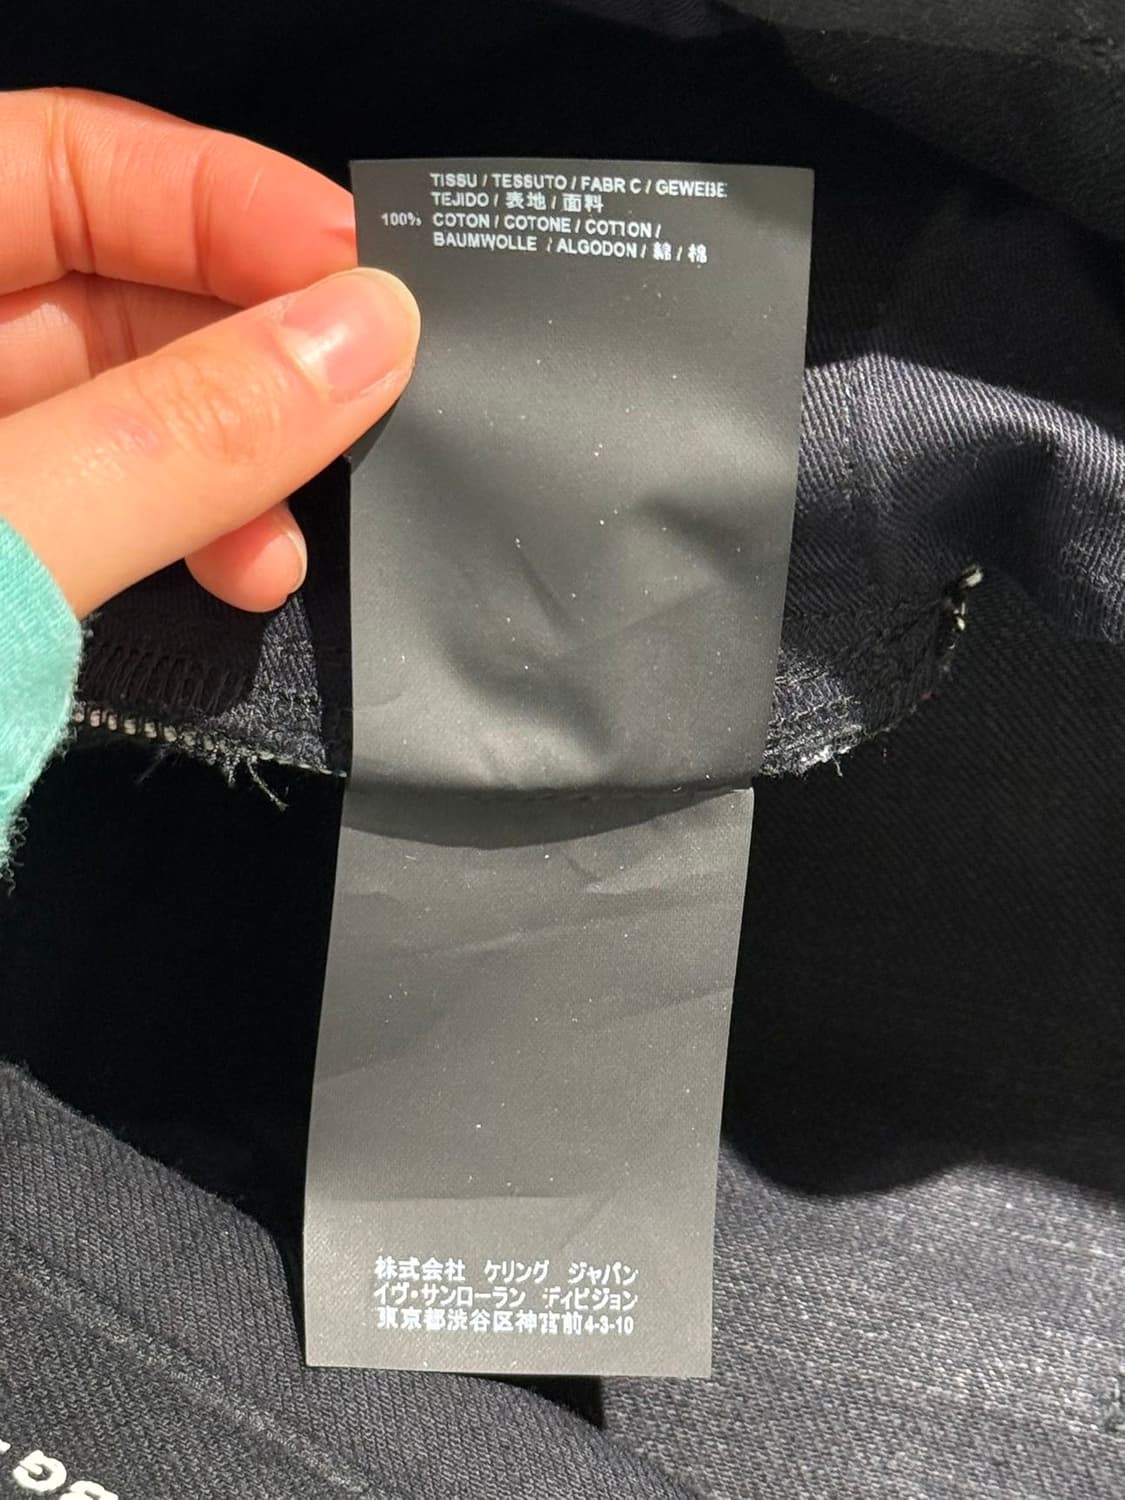 TISSU / TESSUTO / FABR C / GEWEBE
TEJIDO / 表地 / 面料
100% COTON / COTONE / COTTON /
BAUMWOLLE / ALGODON / 綿 / 棉
株式会社 ケリング ジャパン
イヴ・サンローラン ディビジョン
東京都渋谷区神宮前4-3-10